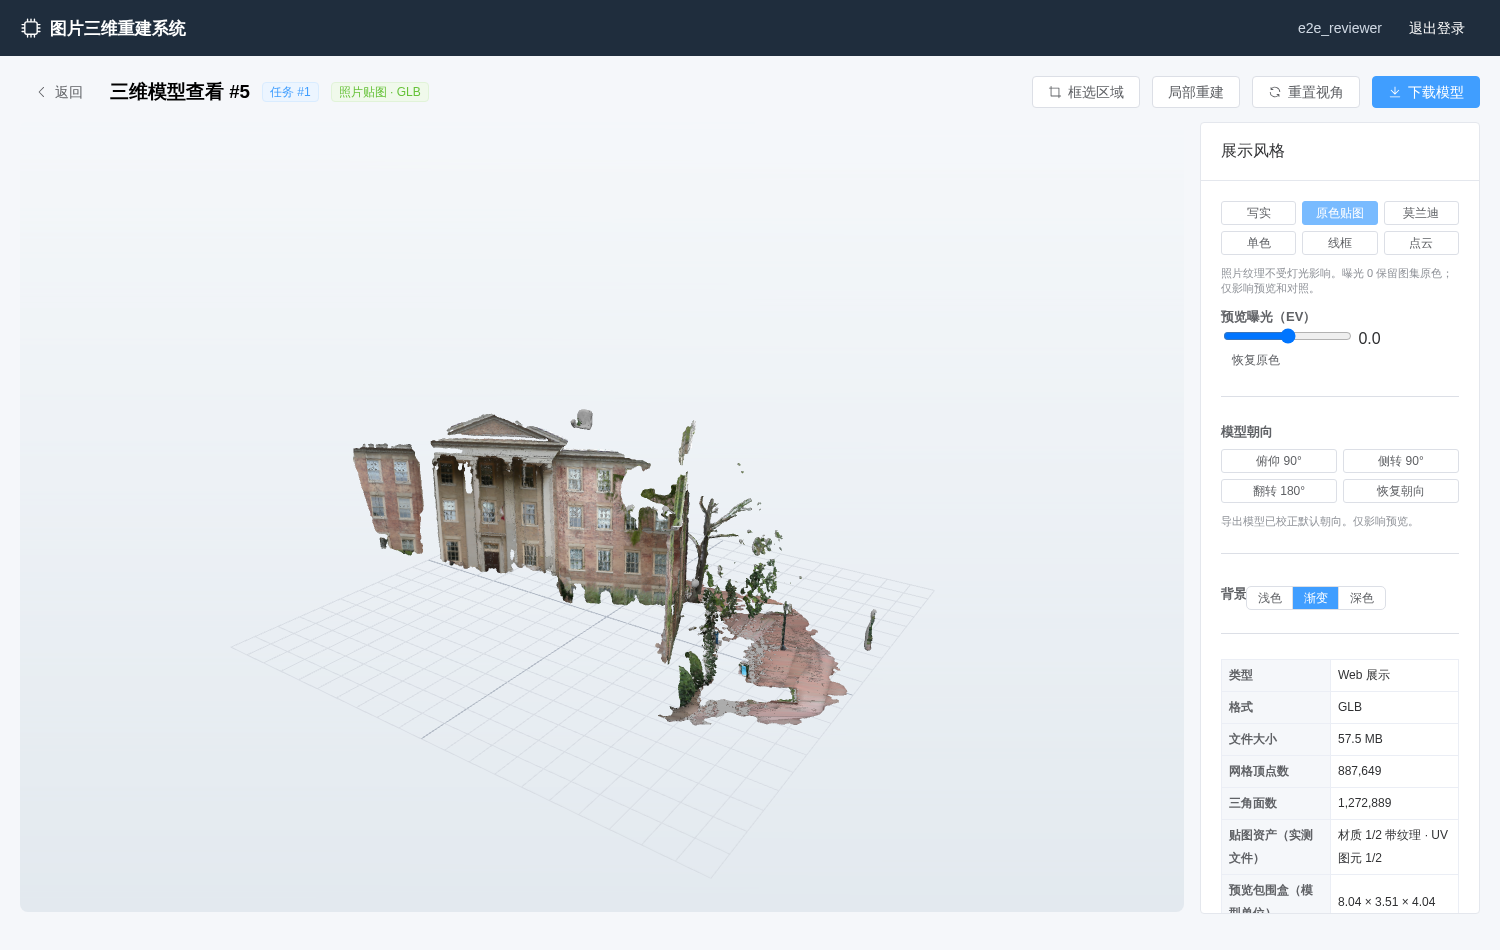 图片三维重建系统
e2e_reviewer 退出登录
返回 三维模型查看 #5 任务 #1 照片贴图 · GLB 框选区域 局部重建 重置视角 下载模型
展示风格
写实 原色贴图 莫兰迪
单色 线框 点云
照片纹理不受灯光影响。曝光 0 保留图集原色；
仅影响预览和对照。
预览曝光（EV）
0.0
恢复原色
模型朝向
俯仰 90° 侧转 90°
翻转 180° 恢复朝向
导出模型已校正默认朝向。仅影响预览。
背景 浅色 渐变 深色
类型 Web 展示
格式 GLB
文件大小 57.5 MB
网格顶点数 887,649
三角面数 1,272,889
贴图资产（实测 材质 1/2 带纹理 · UV
文件） 图元 1/2
预览包围盒（模
型单位） 8.04 × 3.51 × 4.04